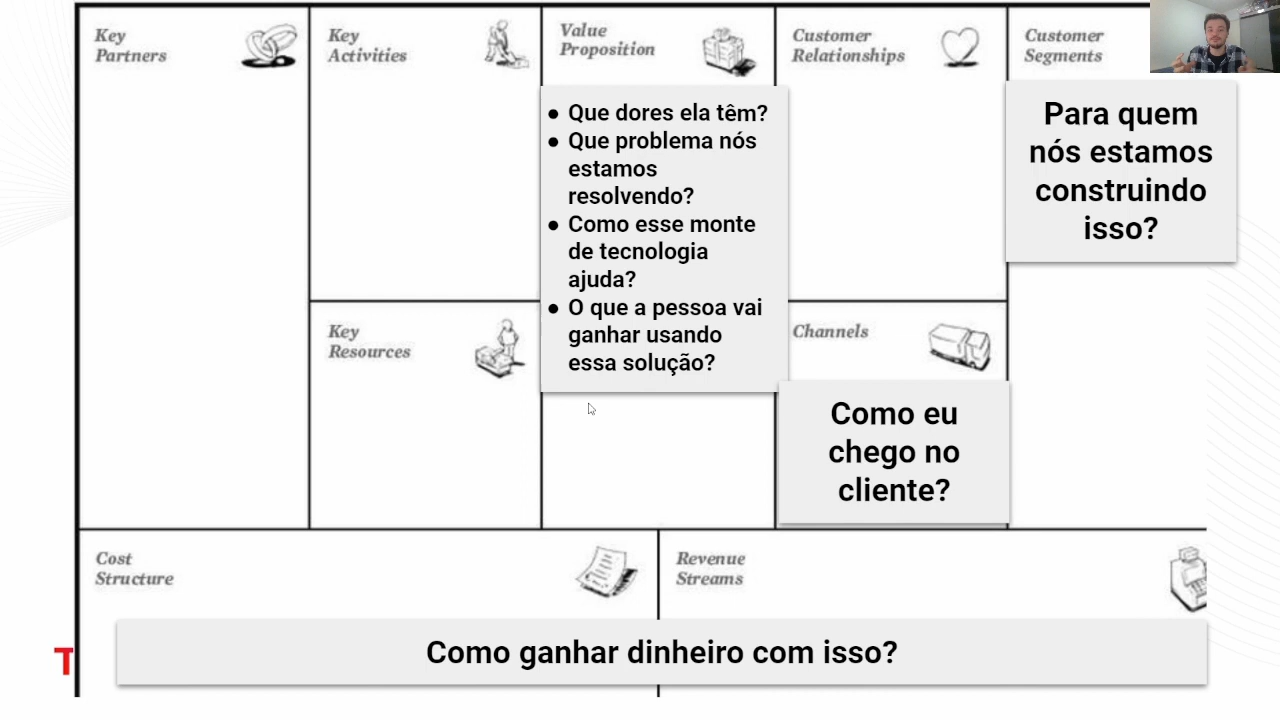 Key
Partners
Key
Activities
Value
Proposition
Customer
Relationships
Customer
Segments
● Que dores ela têm?
● Que problema nós
estamos
resolvendo?
● Como esse monte
de tecnologia
ajuda?
● O que a pessoa vai
ganhar usando
essa solução?
Para quem
nós estamos
construindo
isso?
Key
Resources
Channels
Como eu
chego no
cliente?
Cost
Structure
Revenue
Streams
Como ganhar dinheiro com isso?
T